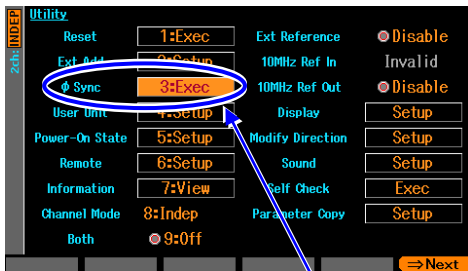 2ch: INDEP
Utility
Reset 1:Exec Ext Reference Disable
Ext Add 2:Setup 10MHz Ref In Invalid
ϕ Sync 3:Exec 10MHz Ref Out Disable
User Unit 4:Setup Display Setup
Power-On State 5:Setup Modify Direction Setup
Remote 6:Setup Sound Setup
Information 7:View Self Check Exec
Channel Mode 8:Indep Parameter Copy Setup
Both 9:Off
⇒Next